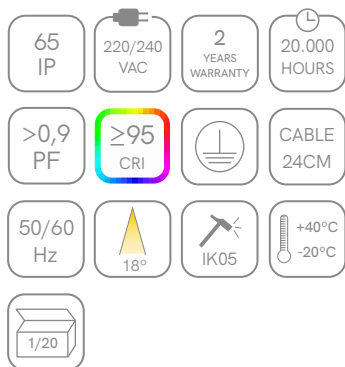 65
IP
220/240
VAC
2
YEARS
WARRANTY
20.000
HOURS
>0,9
PF
≥95
CRI
CABLE
24CM
50/60
Hz
18°
IK05
+40°C
-20°C
1/20